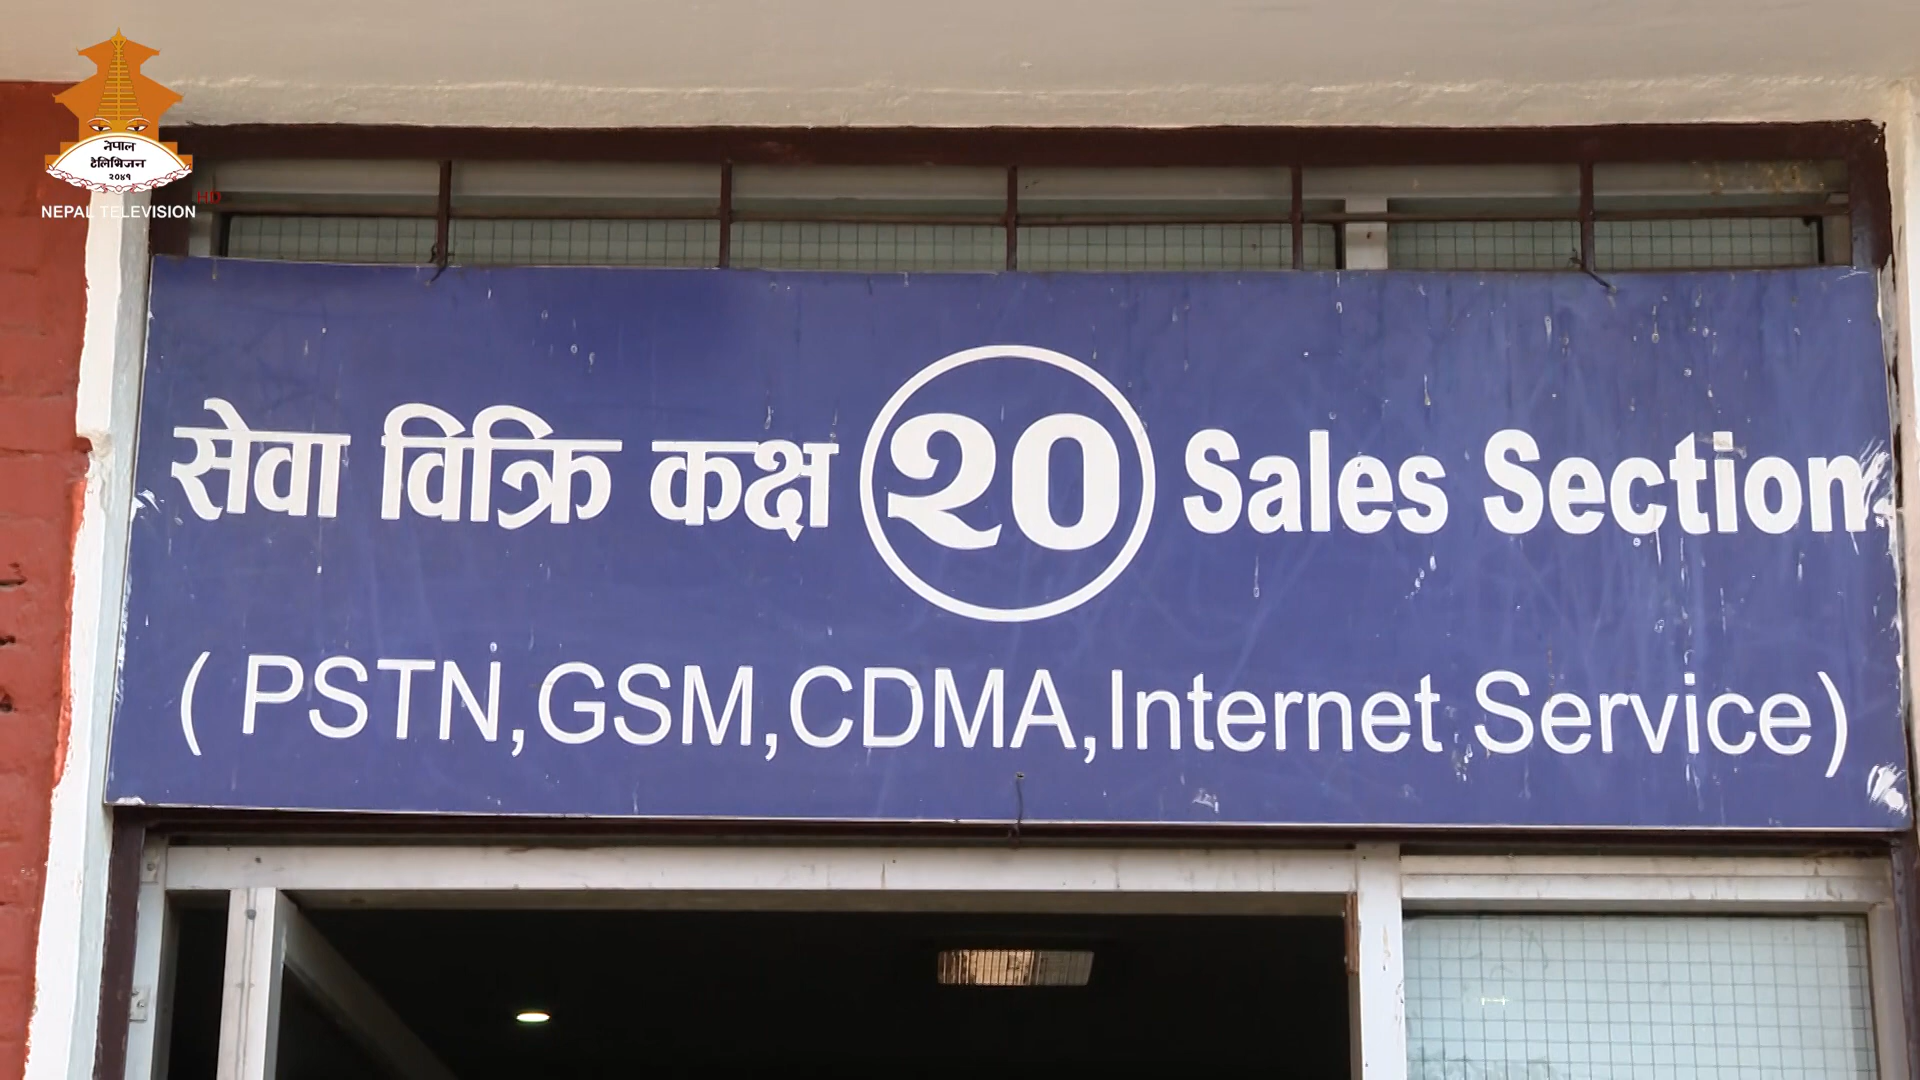 नेपाल
टेलिभिजन
२०४१
NEPAL TELEVISION HD
सेवा विक्रि कक्ष २० Sales Section
( PSTN,GSM,CDMA,Internet Service)